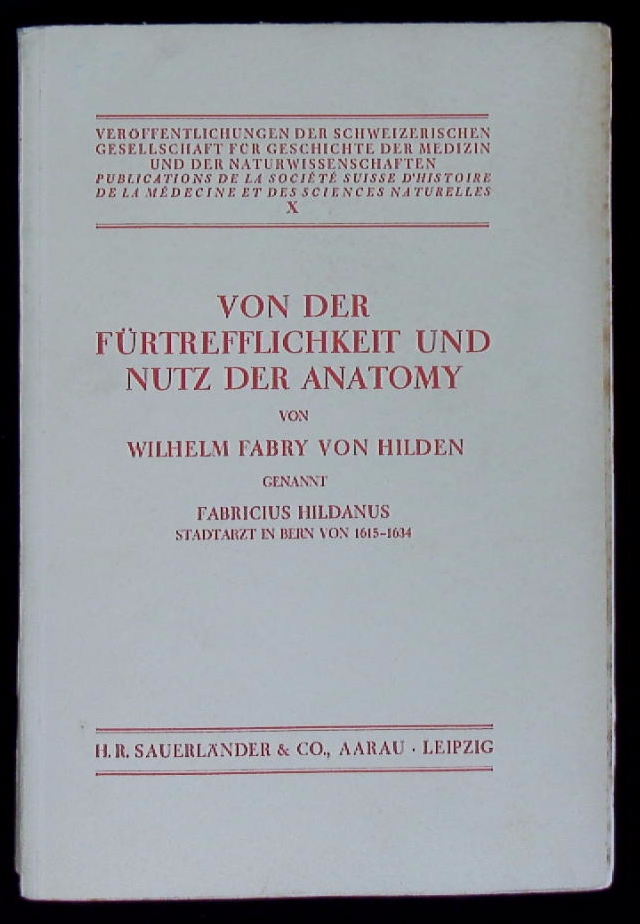 VERÖFFENTLICHUNGEN DER SCHWEIZERISCHEN
GESELLSCHAFT FÜR GESCHICHTE DER MEDIZIN
UND DER NATURWISSENSCHAFTEN
PUBLICATIONS DE LA SOCIÉTÉ SUISSE D'HISTOIRE
DE LA MÉDECINE ET DES SCIENCES NATURELLES
X
VON DER
FÜRTREFFLICHKEIT UND
NUTZ DER ANATOMY
VON
WILHELM FABRY VON HILDEN
GENANNT
FABRICIUS HILDANUS
STADTARZT IN BERN VON 1615–1634
H. R. SAUERLÄNDER & CO., AARAU · LEIPZIG